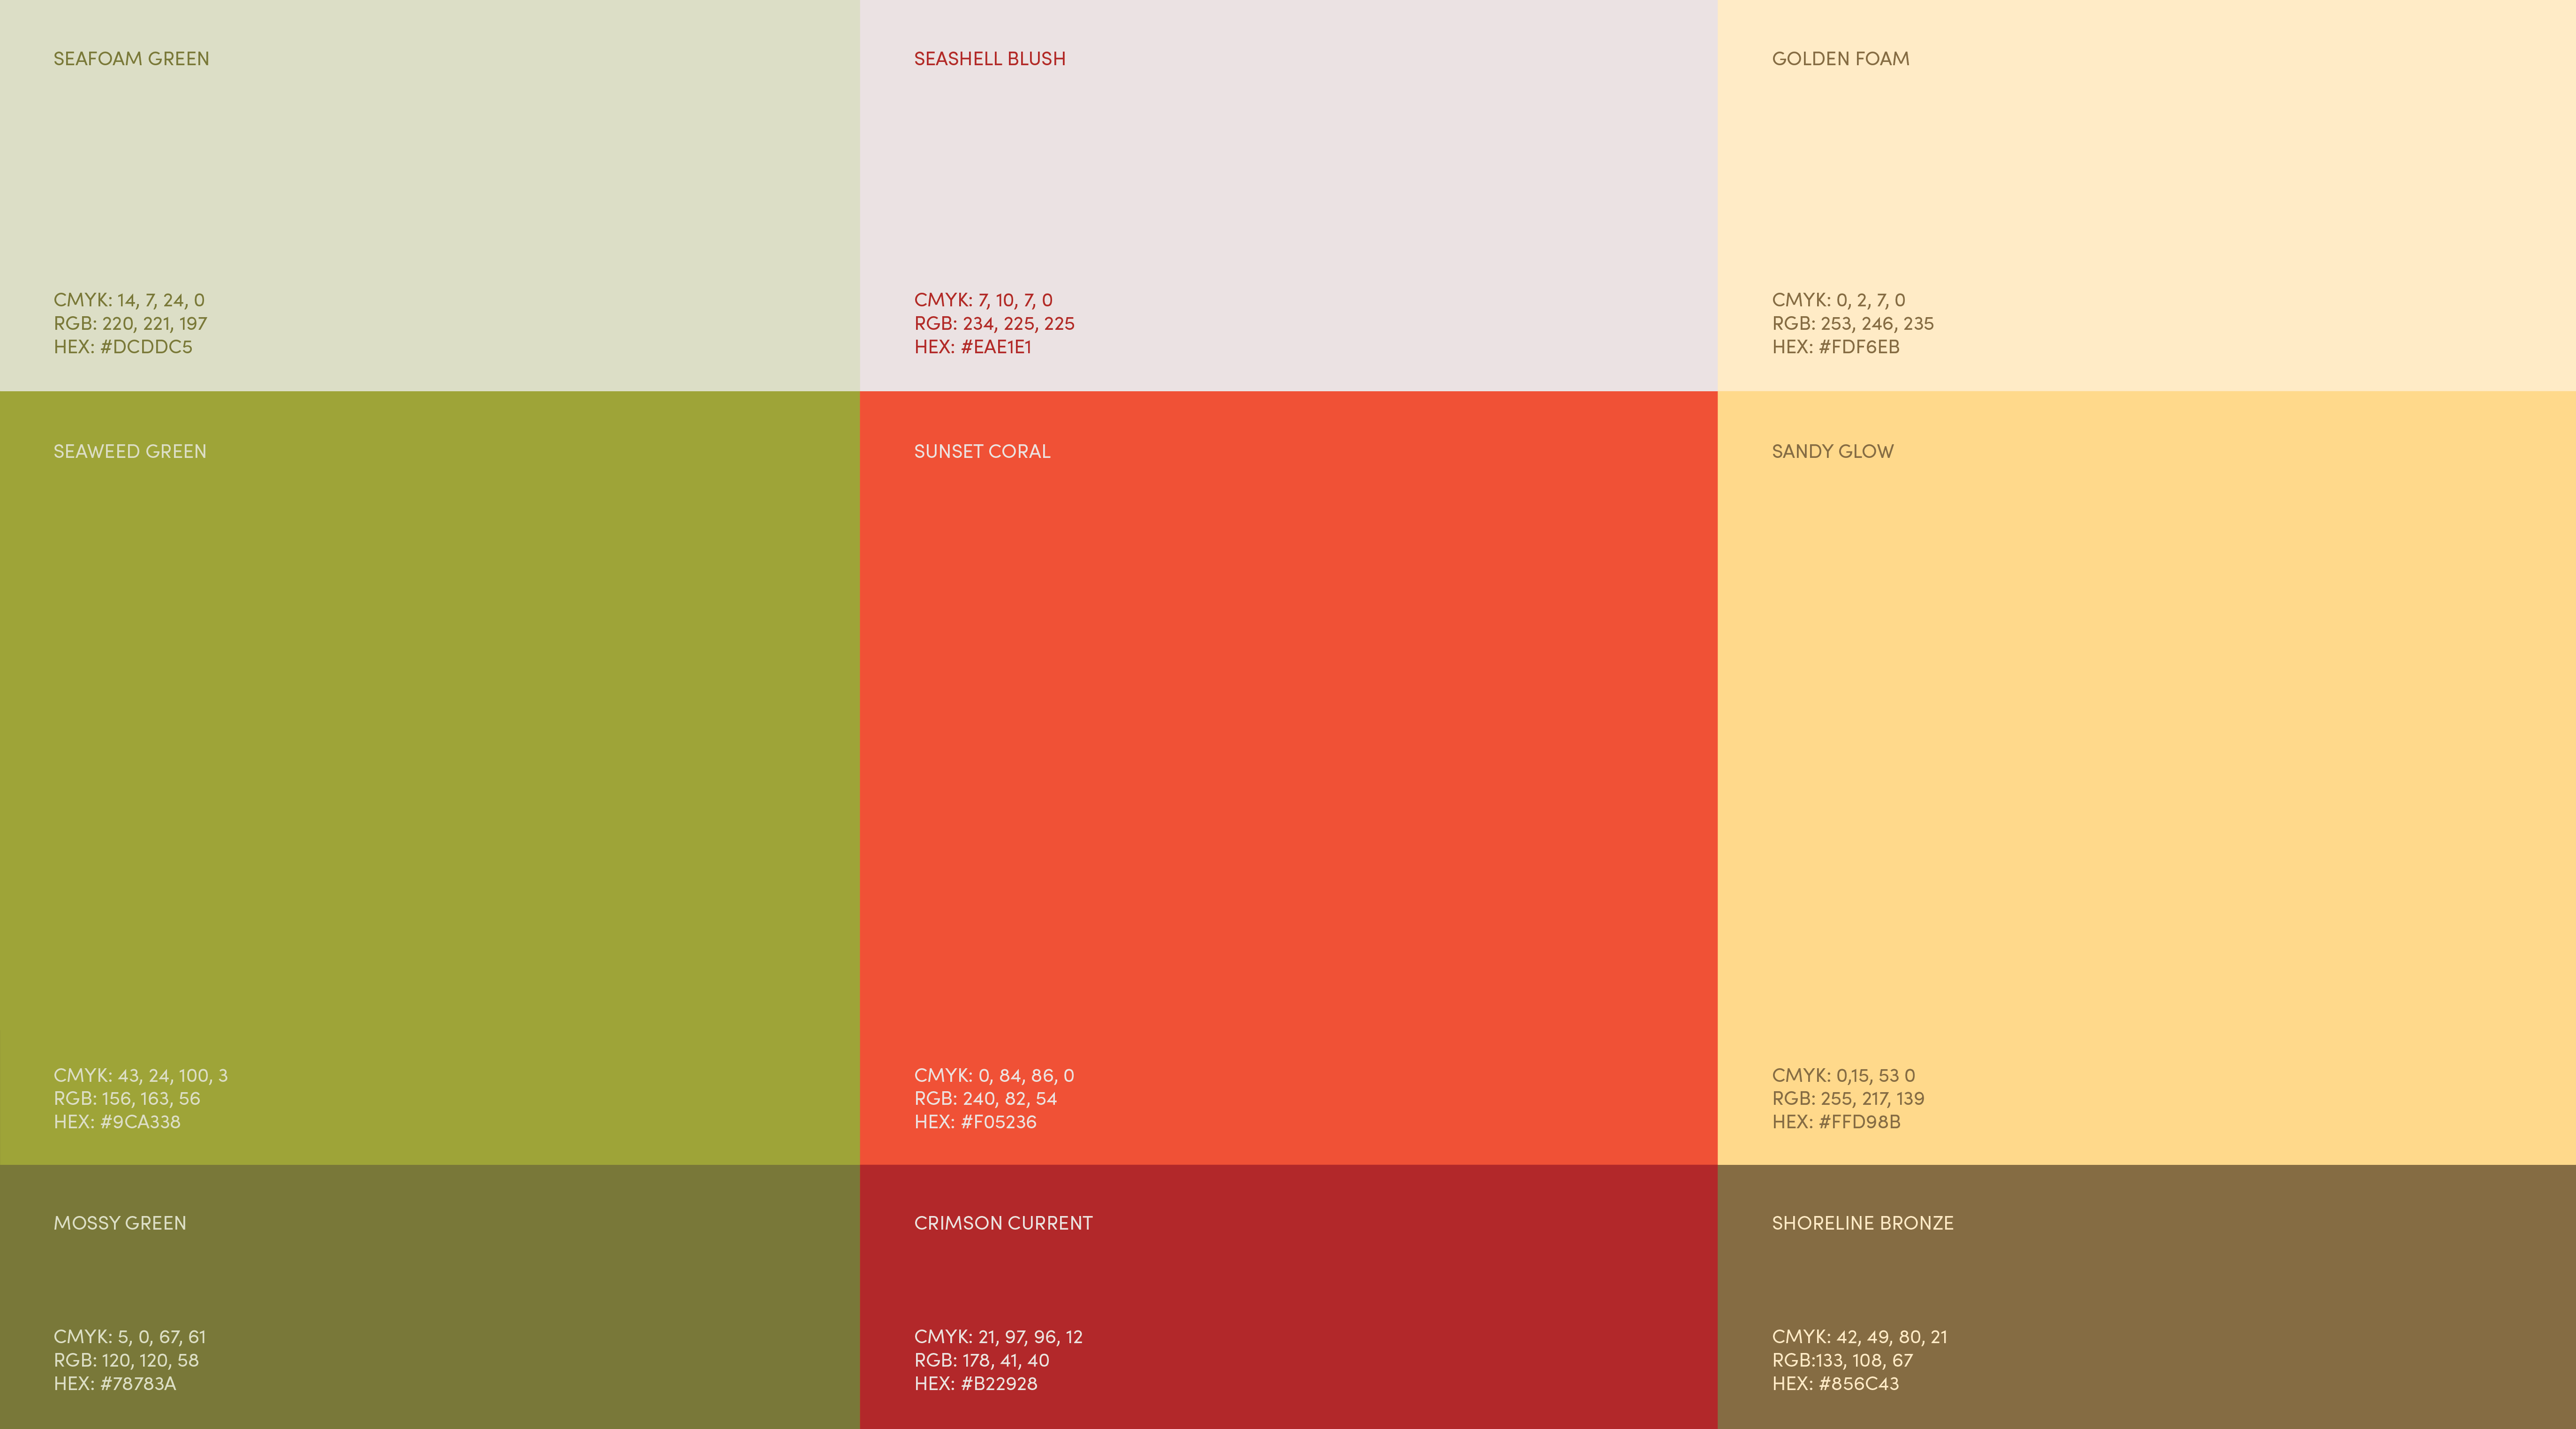 SEAFOAM GREEN
CMYK: 14, 7, 24, 0
RGB: 220, 221, 197
HEX: #DCDDC5
SEASHELL BLUSH
CMYK: 7, 10, 7, 0
RGB: 234, 225, 225
HEX: #EAE1E1
GOLDEN FOAM
CMYK: 0, 2, 7, 0
RGB: 253, 246, 235
HEX: #FDF6EB
SEAWEED GREEN
CMYK: 43, 24, 100, 3
RGB: 156, 163, 56
HEX: #9CA338
SUNSET CORAL
CMYK: 0, 84, 86, 0
RGB: 240, 82, 54
HEX: #F05236
SANDY GLOW
CMYK: 0,15, 53 0
RGB: 255, 217, 139
HEX: #FFD98B
MOSSY GREEN
CMYK: 5, 0, 67, 61
RGB: 120, 120, 58
HEX: #78783A
CRIMSON CURRENT
CMYK: 21, 97, 96, 12
RGB: 178, 41, 40
HEX: #B22928
SHORELINE BRONZE
CMYK: 42, 49, 80, 21
RGB:133, 108, 67
HEX: #856C43